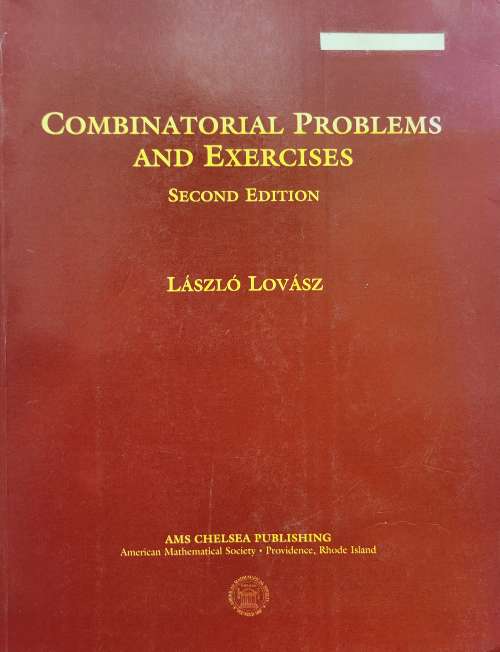 COMBINATORIAL PROBLEMS
AND EXERCISES
SECOND EDITION
LÁSZLÓ LOVÁSZ
AMS CHELSEA PUBLISHING
American Mathematical Society • Providence, Rhode Island